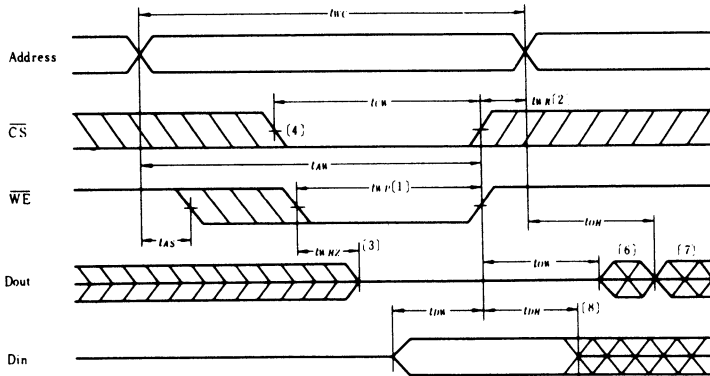 tWC
Address
tCW
tWR(2
CS
(4)
tAW
WE
tWP(1)
tAS
tWHZ
(3)
tOH
tOW
(6)
(7)
Dout
tDW
tDH
(8)
Din